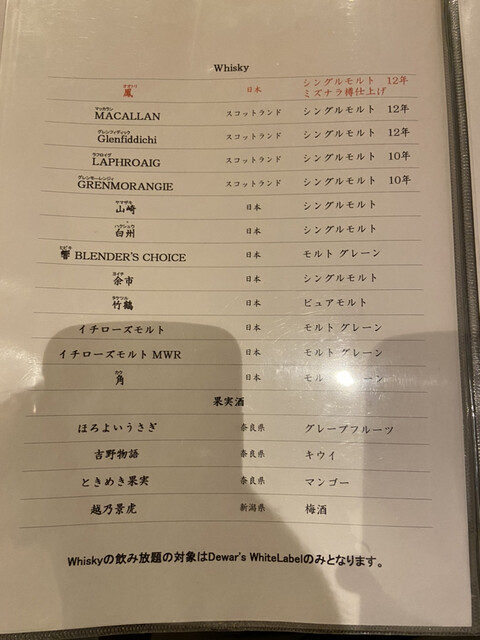 Whisky
鳳 日本 シングルモルト 12年
ミズナラ樽仕上げ
マッカラン
MACALLAN スコットランド シングルモルト 12年
グレンフィディック
Glenfiddichi スコットランド シングルモルト 12年
ラフロイグ
LAPHROAIG スコットランド シングルモルト 10年
グレンモーレンジィ
GRENMORANGIE スコットランド シングルモルト 10年
ヤマザキ
山崎 日本 シングルモルト
ハクシュウ
白州 日本 シングルモルト
ヒビキ
響 BLENDER'S CHOICE 日本 モルト グレーン
ヨイチ
余市 日本 シングルモルト
タケツル
竹鶴 日本 ピュアモルト
イチローズモルト 日本 モルト グレーン
イチローズモルト MWR 日本 モルト グレーン
カク
角 日本 モルト グレーン
果実酒
ほろよいうさぎ 奈良県 グレープフルーツ
吉野物語 奈良県 キウイ
ときめき果実 奈良県 マンゴー
越乃景虎 新潟県 梅酒
Whiskyの飲み放題の対象はDewar's WhiteLabelのみとなります。